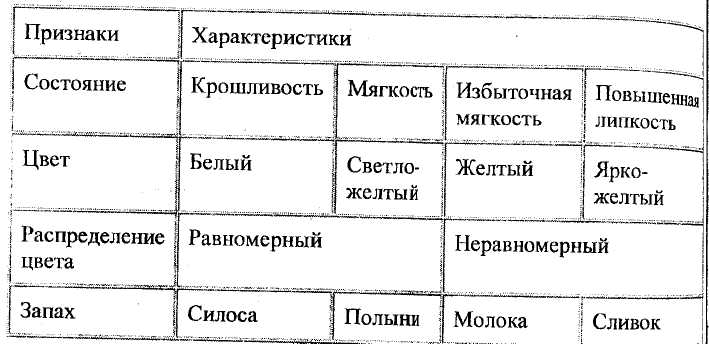 Признаки Характеристики
Состояние Крошливость Мягкость Избыточная мягкость Повышенная липкость
Цвет Белый Светло-желтый Желтый Ярко-желтый
Распределение цвета Равномерный Неравномерный
Запах Силоса Полыни Молока Сливок